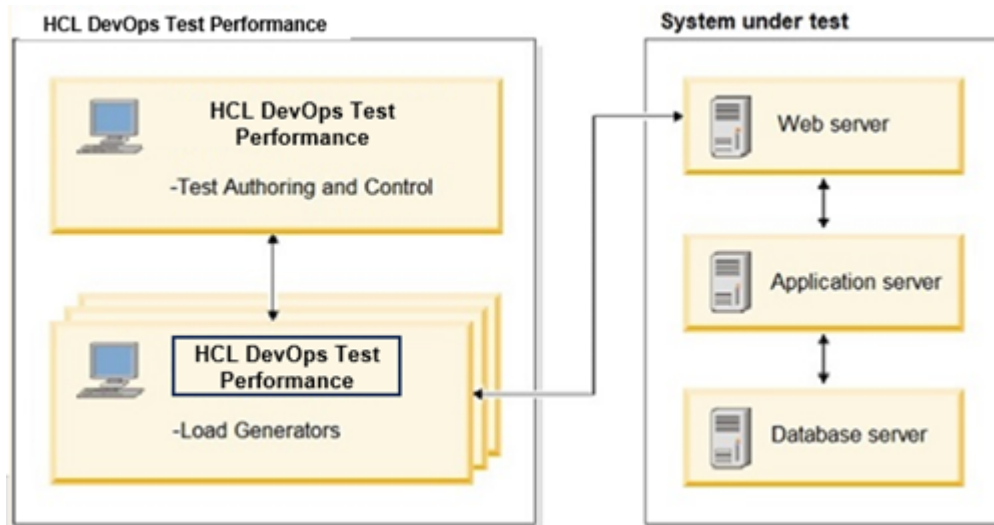 HCL DevOps Test Performance
HCL DevOps Test
Performance
-Test Authoring and Control
HCL DevOps Test
Performance
-Load Generators
System under test
Web server
Application server
Database server